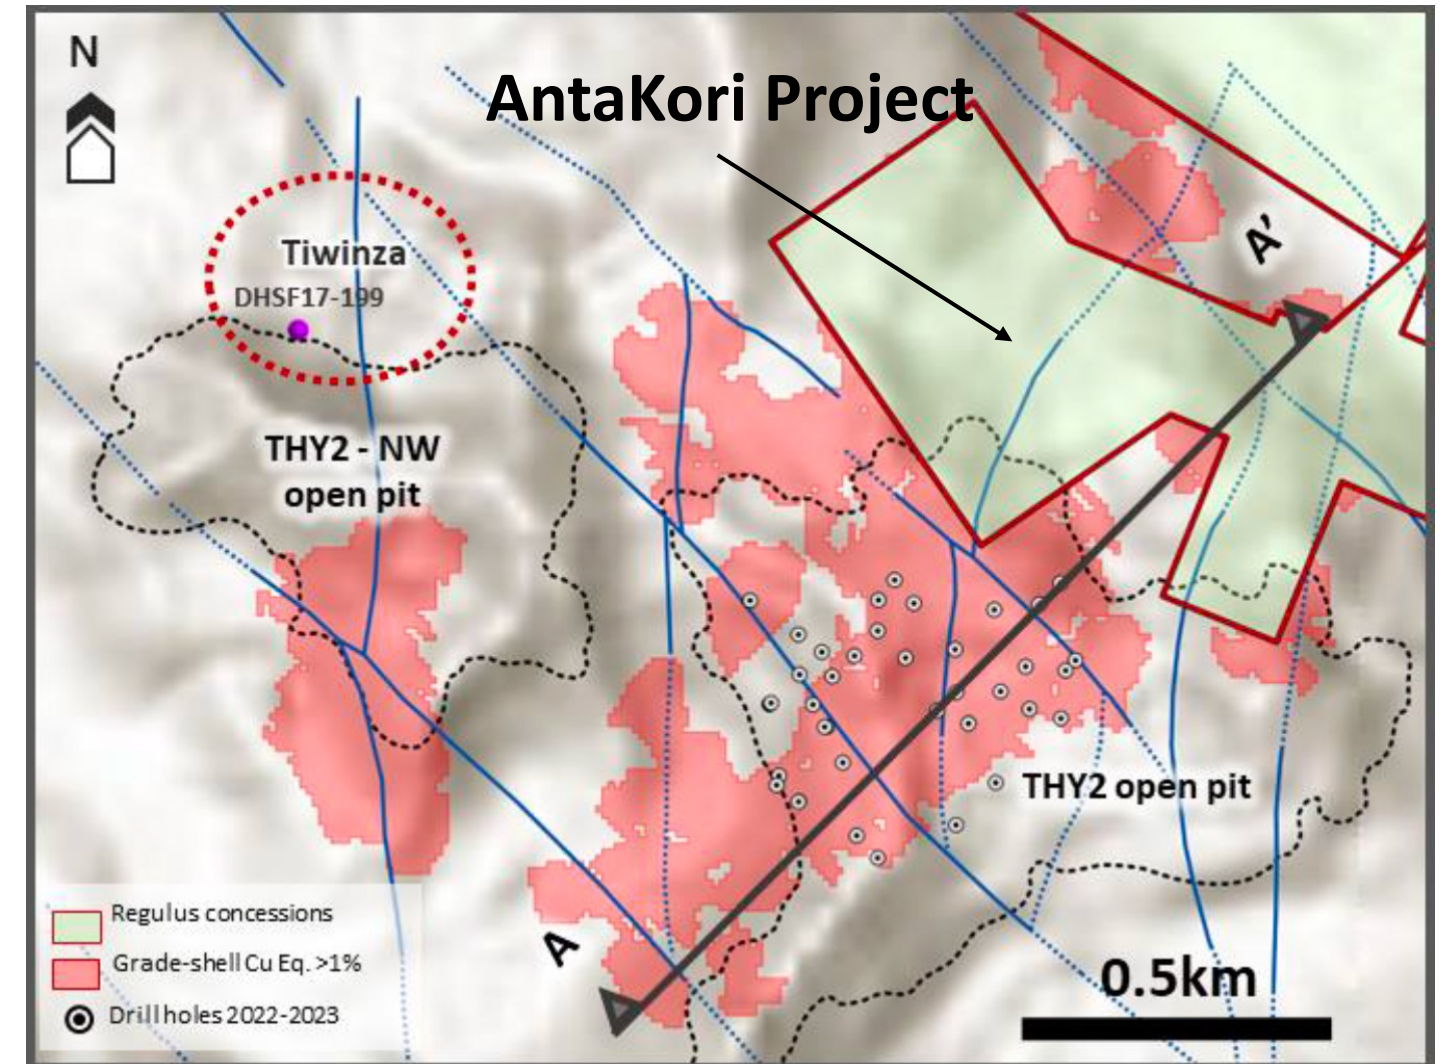 N
AntaKori Project
Tiwinza
DHSF17-199
A'
THY2 - NW
open pit
THY2 open pit
A
Regulus concessions
Grade-shell Cu Eq. >1%
Drill holes 2022-2023
0.5km